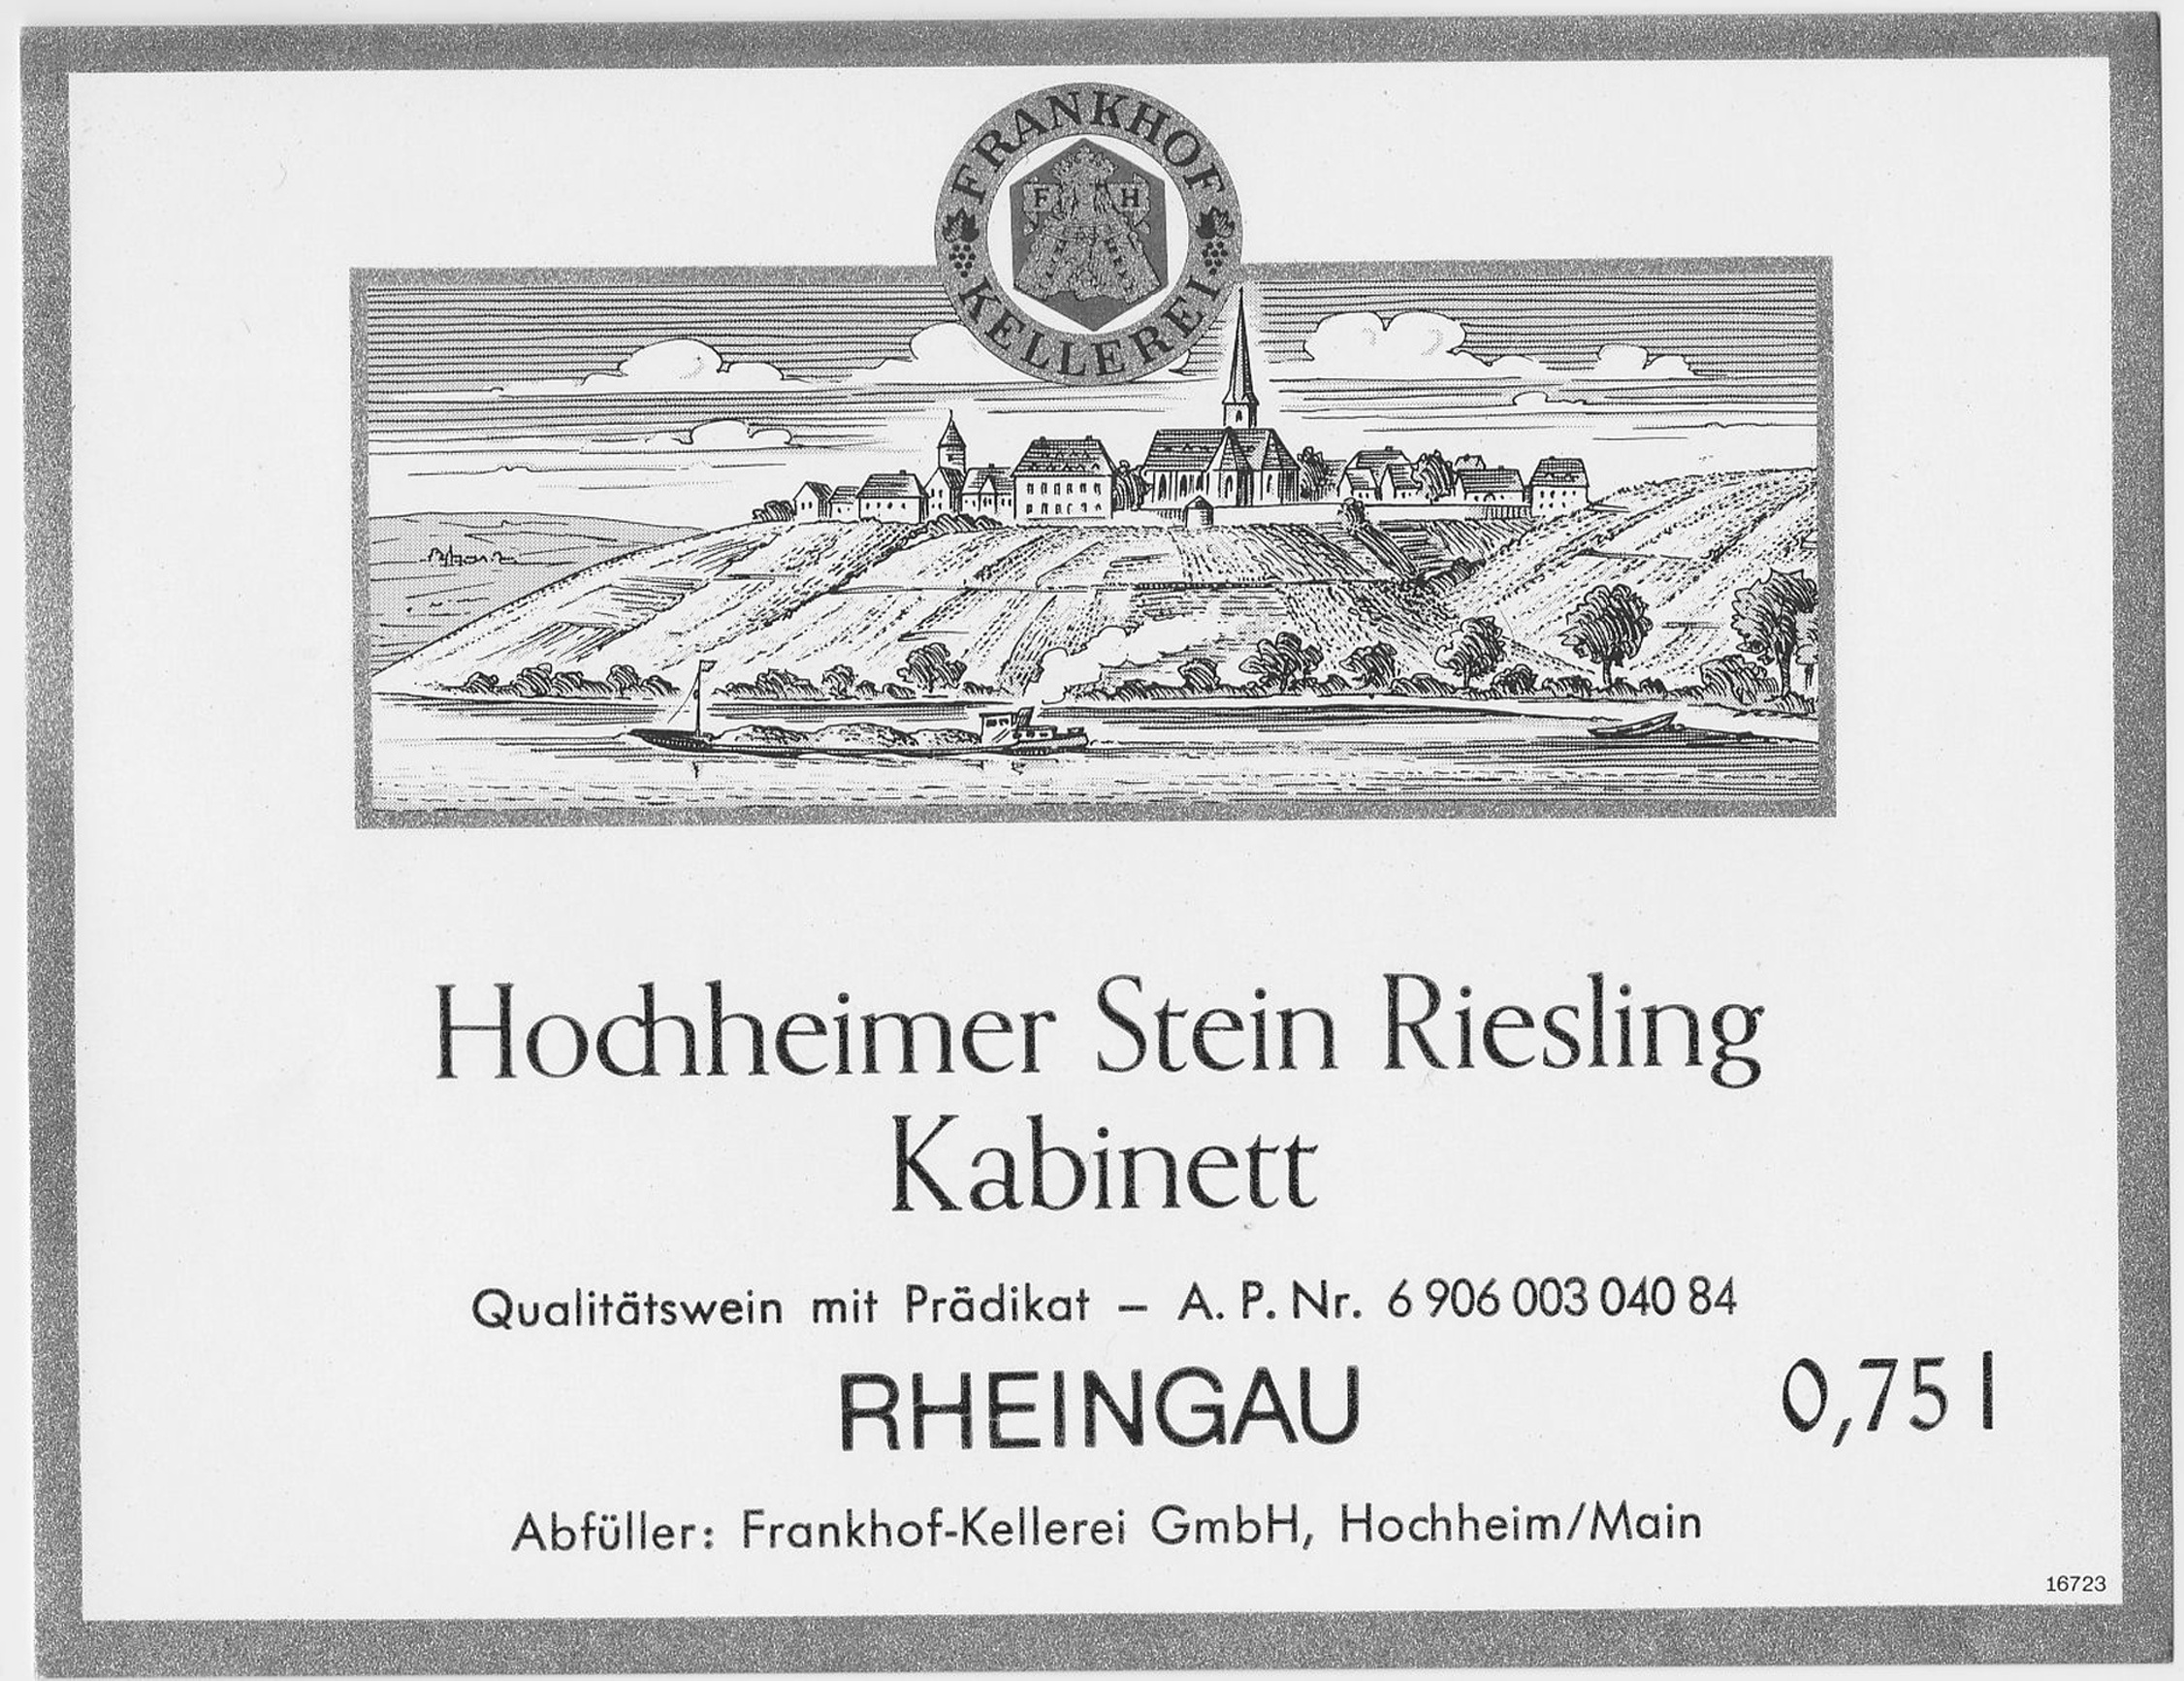 FRANKHOF
F H
KELLEREI
Hochheimer Stein Riesling
Kabinett
Qualitätswein mit Prädikat – A. P. Nr. 6 906 003 040 84
RHEINGAU
0,75 l
Abfüller: Frankhof-Kellerei GmbH, Hochheim/Main
16723